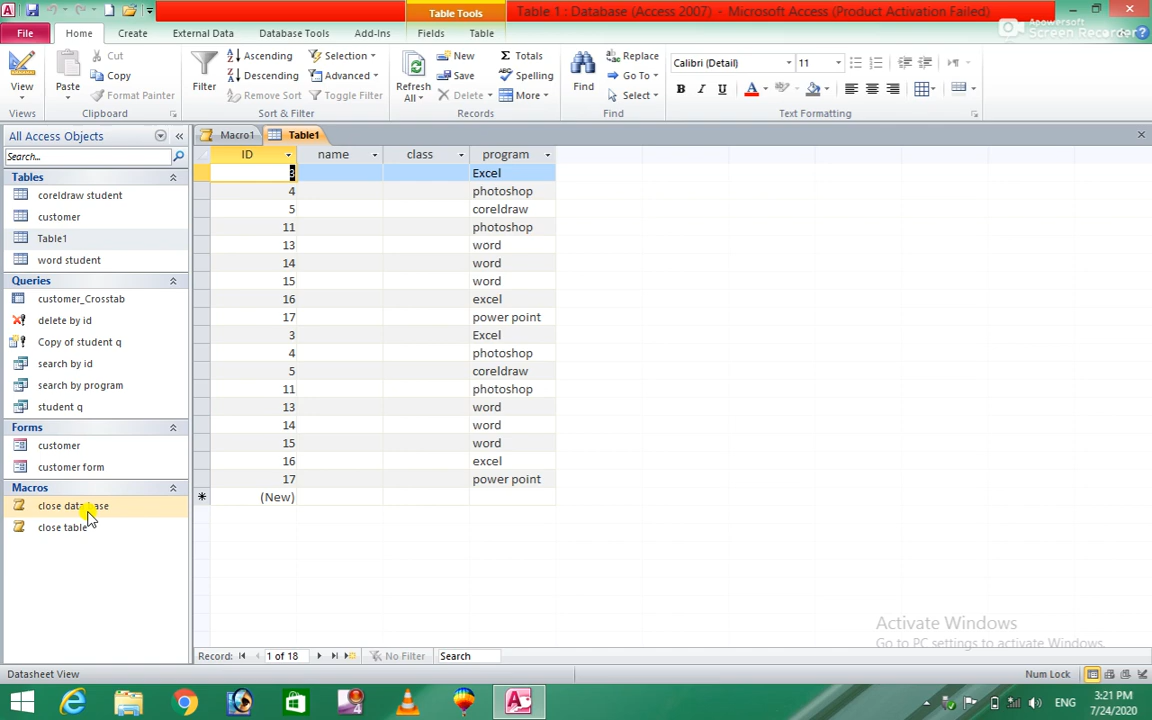 Table Tools
Table 1 : Database (Access 2007) - Microsoft Access (Product Activation Failed)
Apowersoft
Screen Recorder
File Home Create External Data Database Tools Add-Ins Fields Table
View
Views
Paste
Cut
Copy
Format Painter
Clipboard
Filter
Ascending
Descending
Remove Sort
Selection
Advanced
Toggle Filter
Sort & Filter
Refresh
All
New
Save
Delete
Totals
Spelling
More
Records
Find
Replace
Go To
Select
Find
Calibri (Detail) 11
B I U A
Text Formatting
All Access Objects
Search...
Tables
coreldraw student
customer
Table1
word student
Queries
customer_Crosstab
delete by id
Copy of student q
search by id
search by program
student q
Forms
customer
customer form
Macros
close database
close table
Macro1 Table1
ID name class program
3 Excel
4 photoshop
5 coreldraw
11 photoshop
13 word
14 word
15 word
16 excel
17 power point
3 Excel
4 photoshop
5 coreldraw
11 photoshop
13 word
14 word
15 word
16 excel
17 power point
(New)
Activate Windows
Go to PC settings to activate Windows.
Record: 1 of 18 No Filter Search
Datasheet View
Num Lock
ENG
3:21 PM
7/24/2020